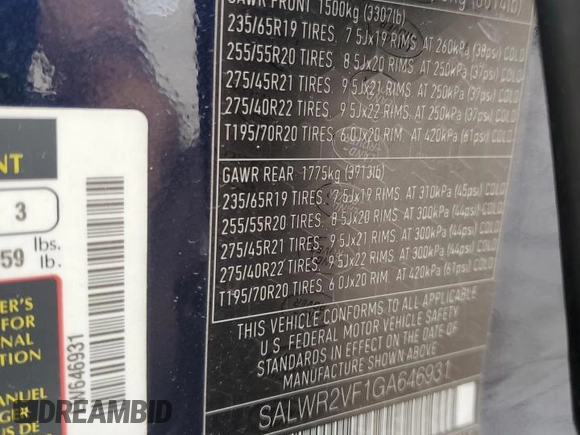 GAWR FRONT 1500kg (3307lb)
235/65R19 TIRES. 7.5Jx19 RIMS. AT 260kPa (38psi) COLD
255/55R20 TIRES. 8.5Jx20 RIMS. AT 250kPa (37psi) COLD
275/45R21 TIRES. 9.5Jx21 RIMS. AT 250kPa (37psi) COLD
275/40R22 TIRES. 9.5Jx22 RIMS. AT 250kPa (37psi) COLD
T195/70R20 TIRES. 6.0Jx20 RIM. AT 420kPa (61psi) COLD
GAWR REAR 1775kg (3913lb)
235/65R19 TIRES. 7.5Jx19 RIMS. AT 310kPa (45psi) COLD
255/55R20 TIRES. 8.5Jx20 RIMS. AT 300kPa (44psi) COLD
275/45R21 TIRES. 9.5Jx21 RIMS. AT 300kPa (44psi) COLD
275/40R22 TIRES. 9.5Jx22 RIMS. AT 300kPa (44psi) COLD
T195/70R20 TIRES. 6.0Jx20 RIM. AT 420kPa (61psi) COLD
THIS VEHICLE CONFORMS TO ALL APPLICABLE
U.S. FEDERAL MOTOR VEHICLE SAFETY
STANDARDS IN EFFECT ON THE DATE OF
MANUFACTURE SHOWN ABOVE.
SALWR2VF1GA646931
3
59
lbs.
lb.
646931
FOR
ANUEL
DE
FREEDOMBID